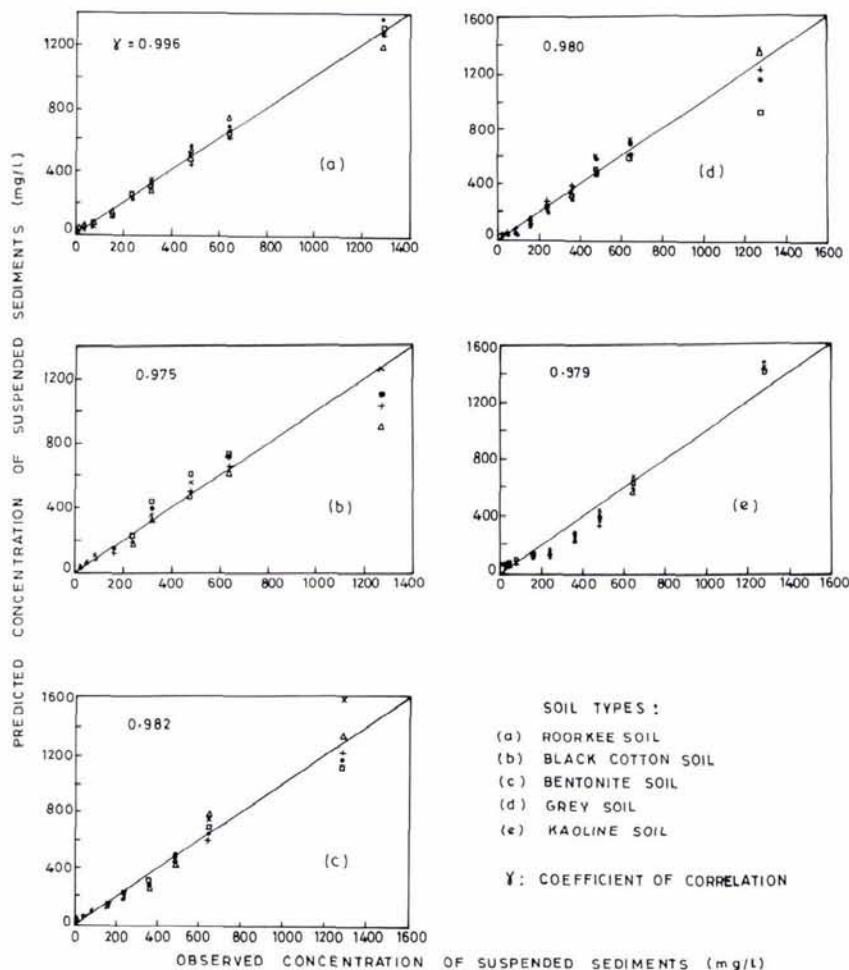 PREDICTED CONCENTRATION OF SUSPENDED SEDIMENTS (mg/l)
1200
800
400
0
ɣ = 0.996
(a)
0 200 400 600 800 1000 1200 1400
1600
1200
800
400
0
0.980
(d)
0 200 400 600 800 1000 1200 1400 1600
1200
800
400
0
0.975
(b)
0 200 400 600 800 1000 1200 1400
1600
1200
800
400
0
0.979
(e)
0 200 400 600 800 1000 1200 1400 1600
1600
1200
800
400
0
0.982
(c)
0 200 400 600 800 1000 1200 1400 1600
SOIL TYPES :
(a) ROORKEE SOIL
(b) BLACK COTTON SOIL
(c) BENTONITE SOIL
(d) GREY SOIL
(e) KAOLINE SOIL
ɣ: COEFFICIENT OF CORRELATION
OBSERVED CONCENTRATION OF SUSPENDED SEDIMENTS (mg/l)